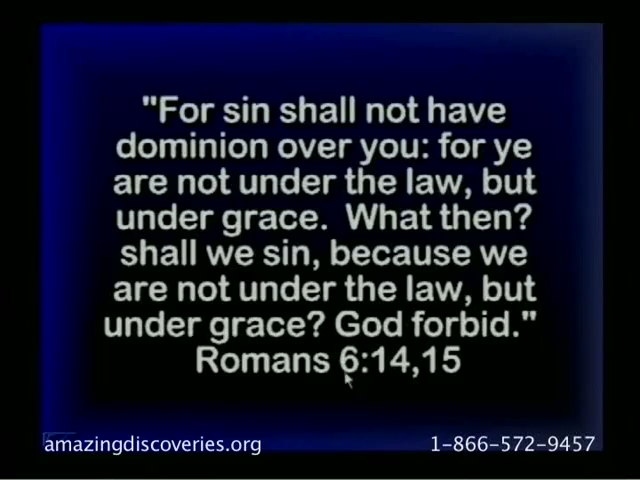 "For sin shall not have
dominion over you: for ye
are not under the law, but
under grace. What then?
shall we sin, because we
are not under the law, but
under grace? God forbid."
Romans 6:14,15
amazingdiscoveries.org 1-866-572-9457